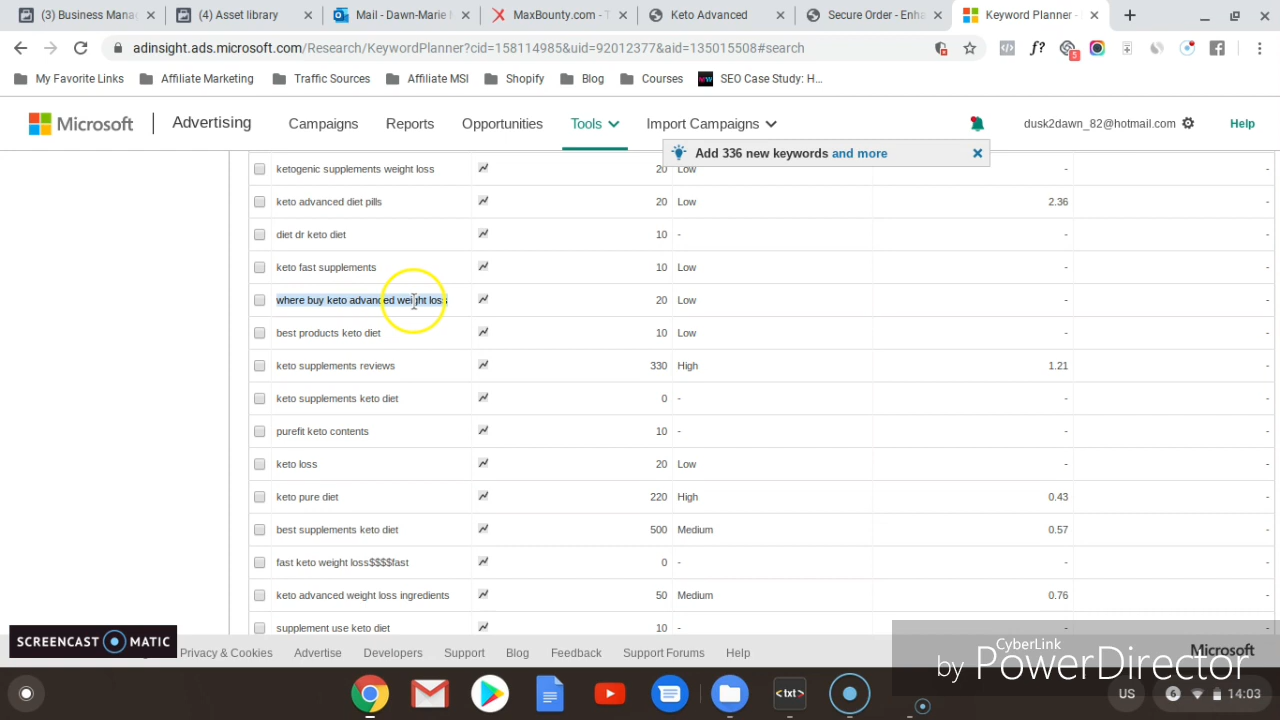 (3) Business Mana
(4) Asset library
Mail - Dawn-Marie
MaxBounty.com - T
Keto Advanced
Secure Order - Enha
Keyword Planner -
adinsight.ads.microsoft.com/Research/KeywordPlanner?cid=158114985&uid=92012377&aid=135015508#search
f?
5
My Favorite Links
Affiliate Marketing
Traffic Sources
Affiliate MSI
Shopify
Blog
Courses
SEO Case Study: H...
Microsoft
Advertising
Campaigns
Reports
Opportunities
Tools
Import Campaigns
dusk2dawn_82@hotmail.com
Help
Add 336 new keywords and more
ketogenic supplements weight loss 20 Low - -
keto advanced diet pills 20 Low 2.36 -
diet dr keto diet 10 - - -
keto fast supplements 10 Low - -
where buy keto advanced weight loss 20 Low - -
best products keto diet 10 Low - -
keto supplements reviews 330 High 1.21 -
keto supplements keto diet 0 - - -
purefit keto contents 10 - - -
keto loss 20 Low - -
keto pure diet 220 High 0.43 -
best supplements keto diet 500 Medium 0.57 -
fast keto weight loss$$$$fast 0 - - -
keto advanced weight loss ingredients 50 Medium 0.76 -
supplement use keto diet 10 -
SCREENCAST MATIC
Privacy & Cookies
Advertise
Developers
Support
Blog
Feedback
Support Forums
Help
Microsoft
CyberLink
by PowerDirector
<txt>
US
6
14:03